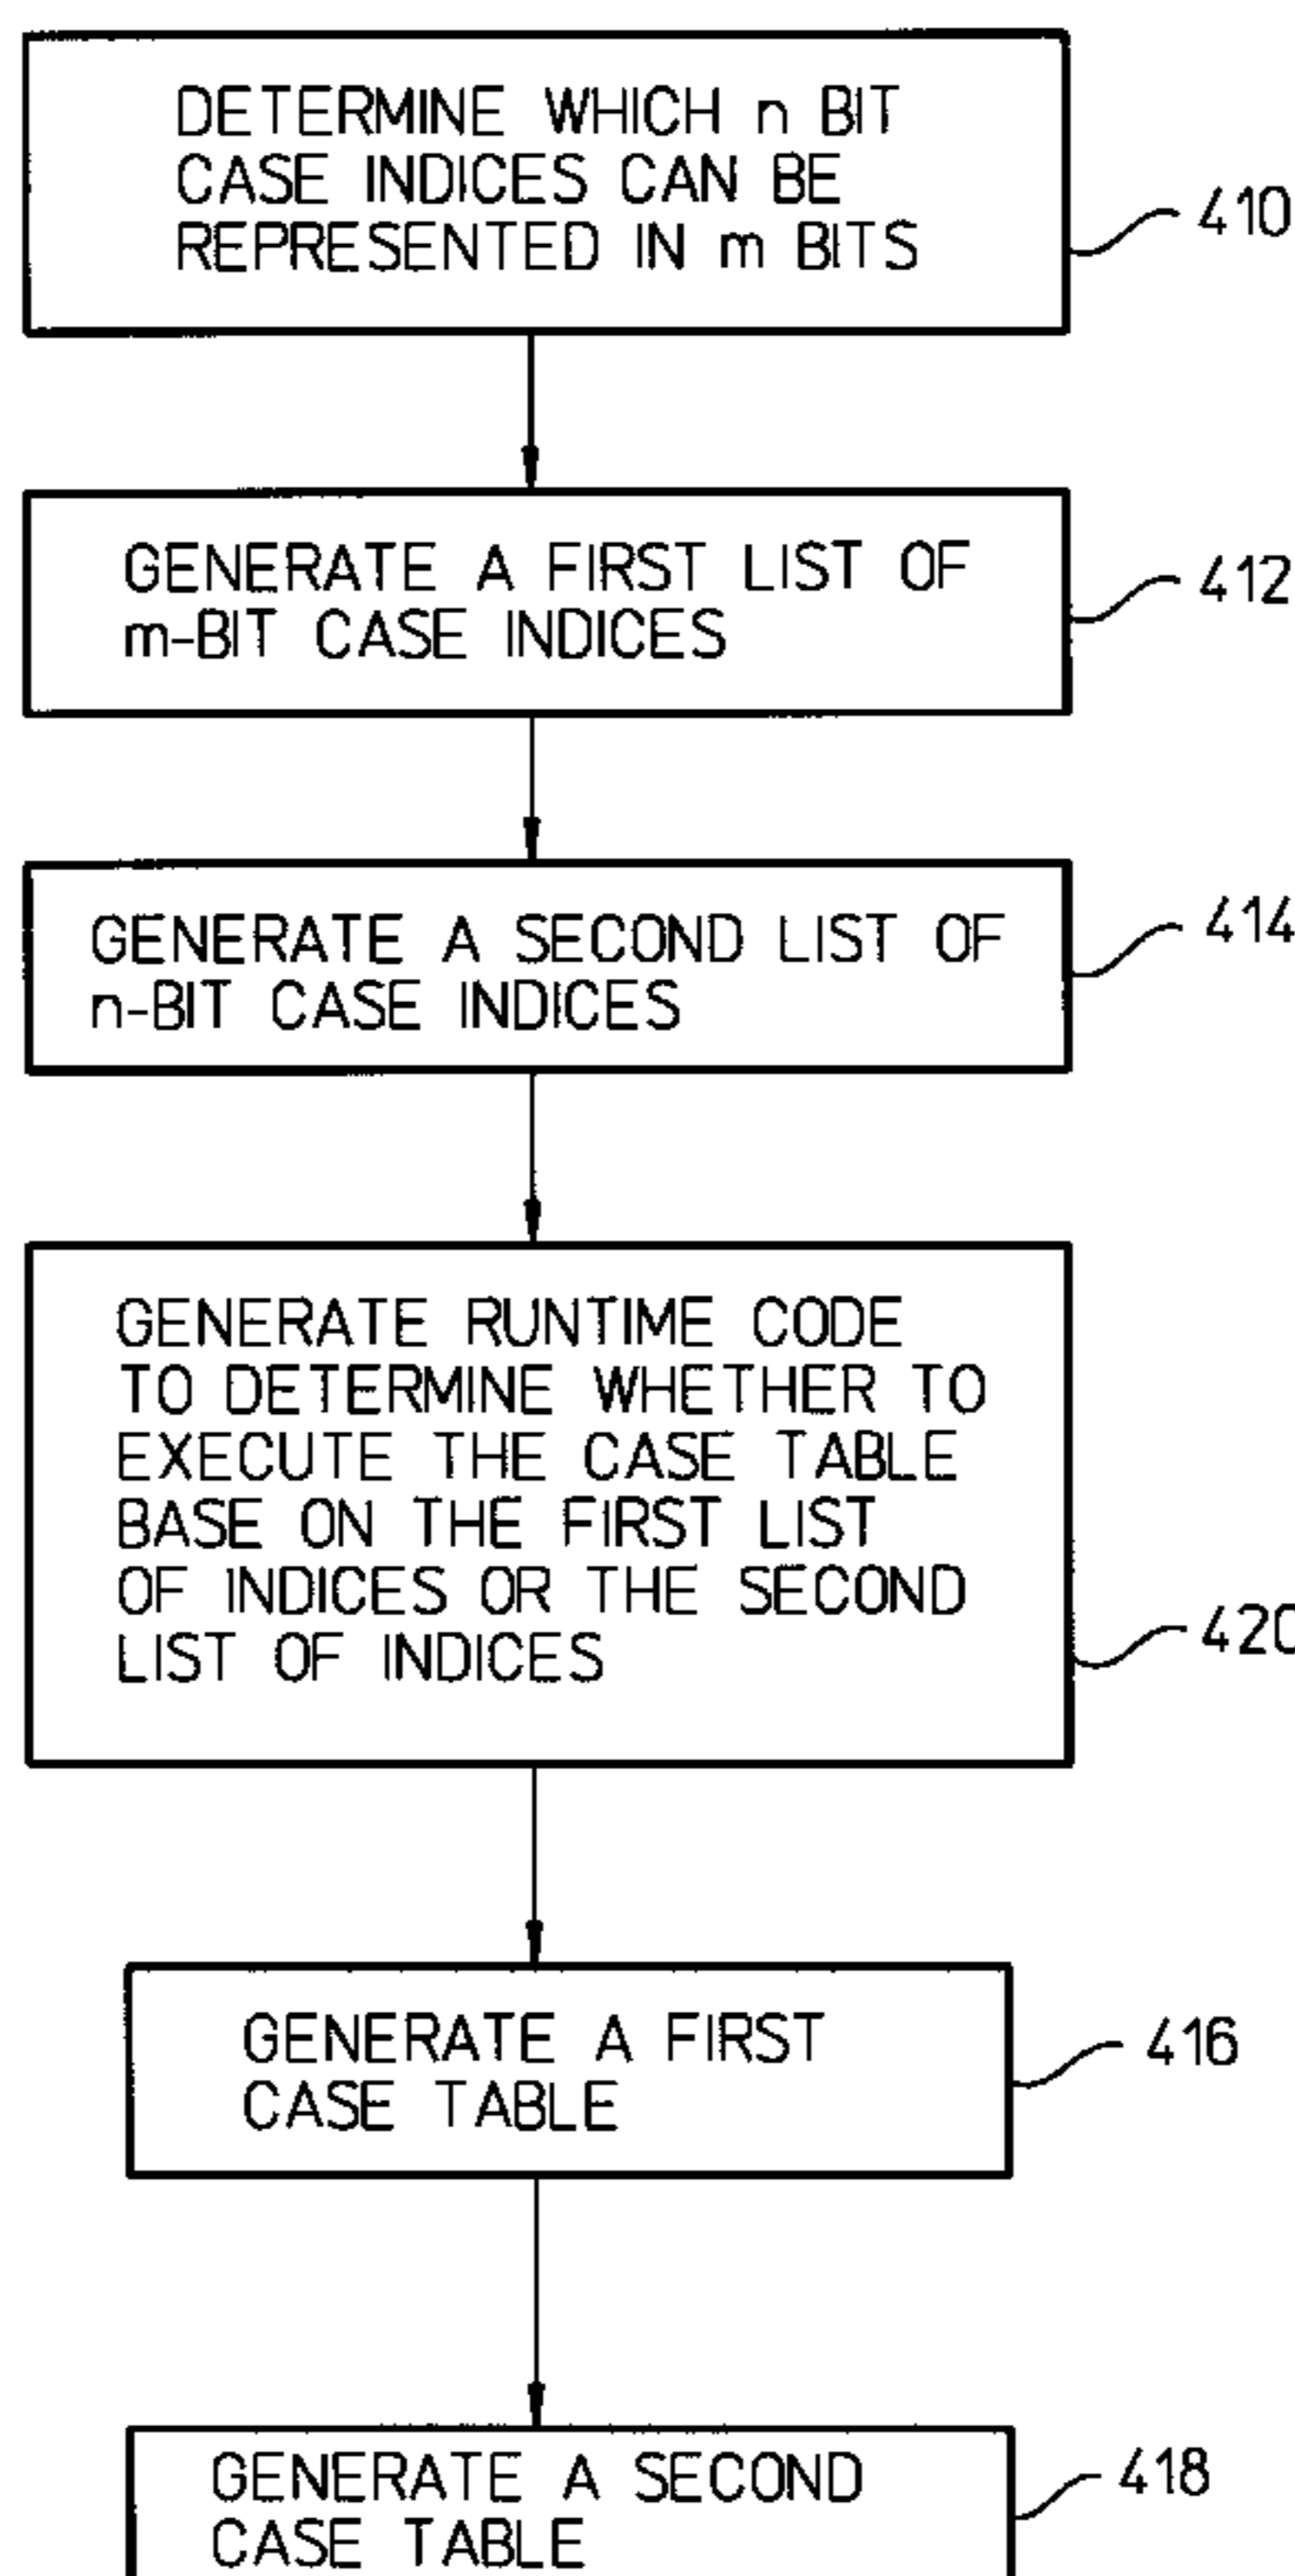 DETERMINE WHICH n BIT
CASE INDICES CAN BE
REPRESENTED IN m BITS
410
GENERATE A FIRST LIST OF
m-BIT CASE INDICES
412
GENERATE A SECOND LIST OF
n-BIT CASE INDICES
414
GENERATE RUNTIME CODE
TO DETERMINE WHETHER TO
EXECUTE THE CASE TABLE
BASE ON THE FIRST LIST
OF INDICES OR THE SECOND
LIST OF INDICES
420
GENERATE A FIRST
CASE TABLE
416
GENERATE A SECOND
CASE TABLE
418